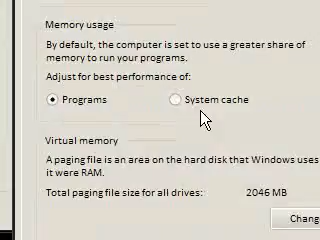 Memory usage
By default, the computer is set to use a greater share of
memory to run your programs.
Adjust for best performance of:
Programs
System cache
Virtual memory
A paging file is an area on the hard disk that Windows uses
it were RAM.
Total paging file size for all drives: 2046 MB
Chang